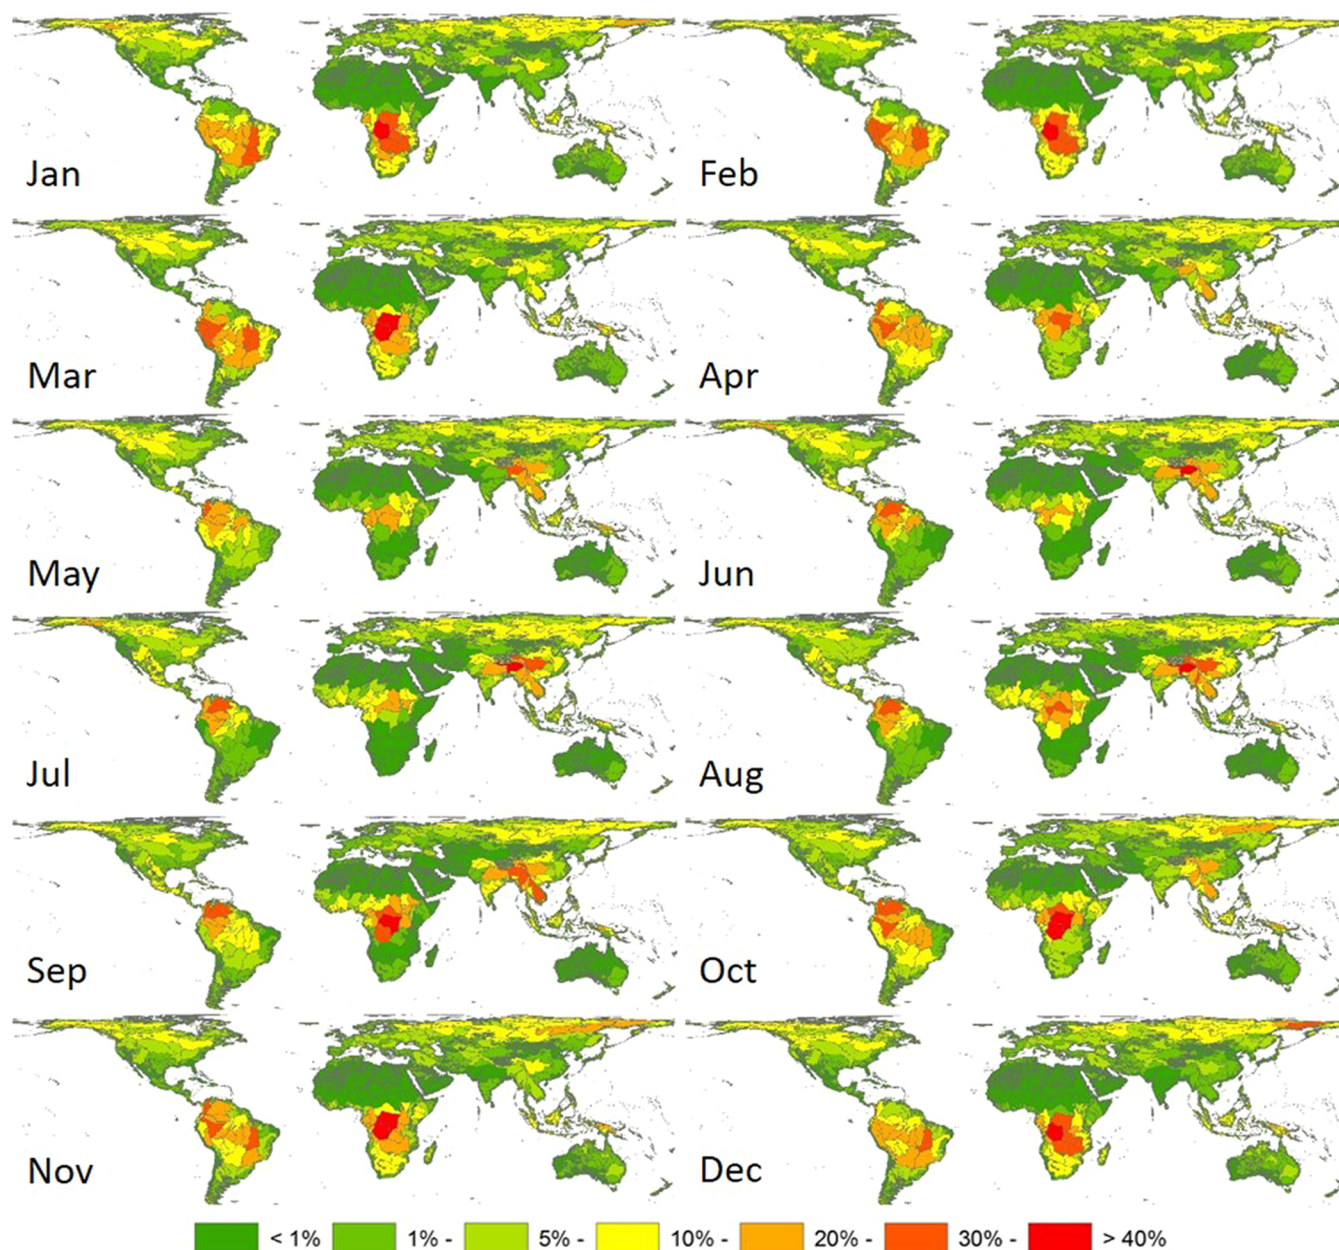 Jan
Feb
Mar
Apr
May
Jun
Jul
Aug
Sep
Oct
Nov
Dec
< 1% 1% - 5% - 10% - 20% - 30% - > 40%